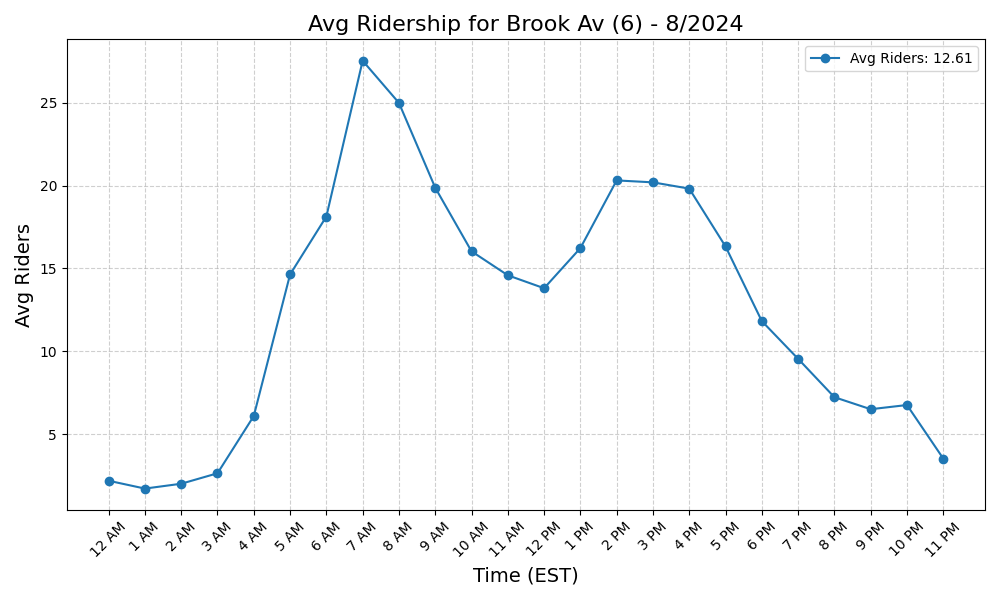 Avg Ridership for Brook Av (6) - 8/2024
Avg Riders: 12.61
Avg Riders
25
20
15
10
5
12 AM
1 AM
2 AM
3 AM
4 AM
5 AM
6 AM
7 AM
8 AM
9 AM
10 AM
11 AM
12 PM
1 PM
2 PM
3 PM
4 PM
5 PM
6 PM
7 PM
8 PM
9 PM
10 PM
11 PM
Time (EST)